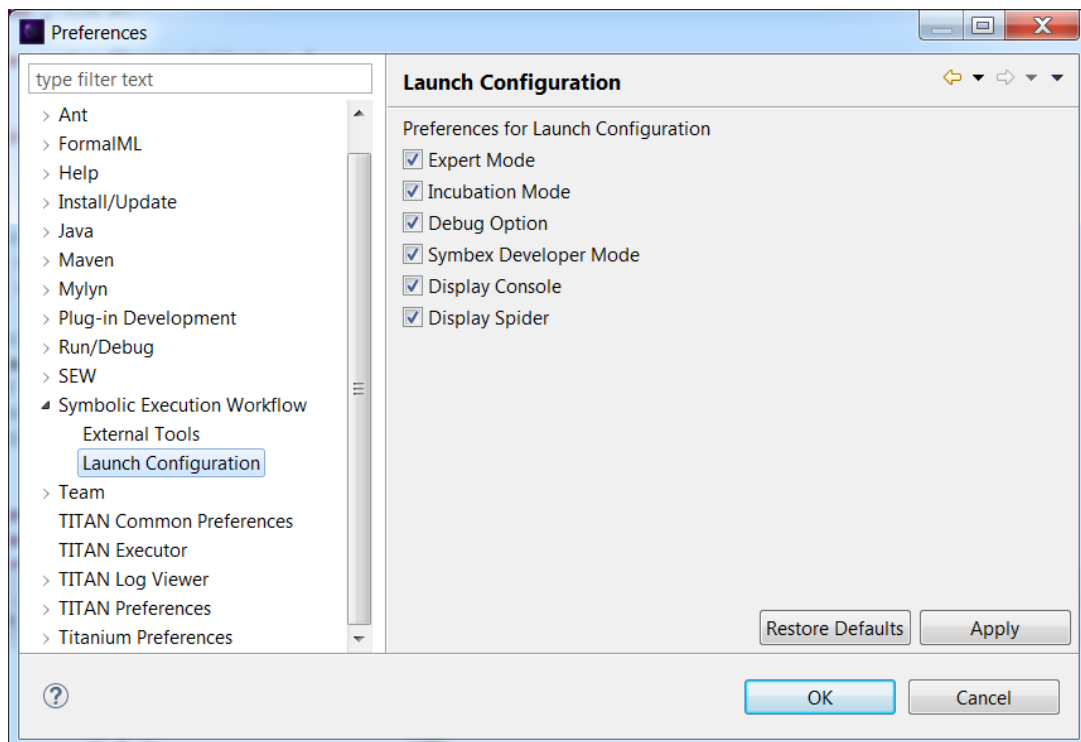 Preferences
type filter text
Ant
FormalML
Help
Install/Update
Java
Maven
Mylyn
Plug-in Development
Run/Debug
SEW
Symbolic Execution Workflow
External Tools
Launch Configuration
Team
TITAN Common Preferences
TITAN Executor
TITAN Log Viewer
TITAN Preferences
Titanium Preferences
Launch Configuration
Preferences for Launch Configuration
Expert Mode
Incubation Mode
Debug Option
Symbex Developer Mode
Display Console
Display Spider
Restore Defaults
Apply
OK
Cancel